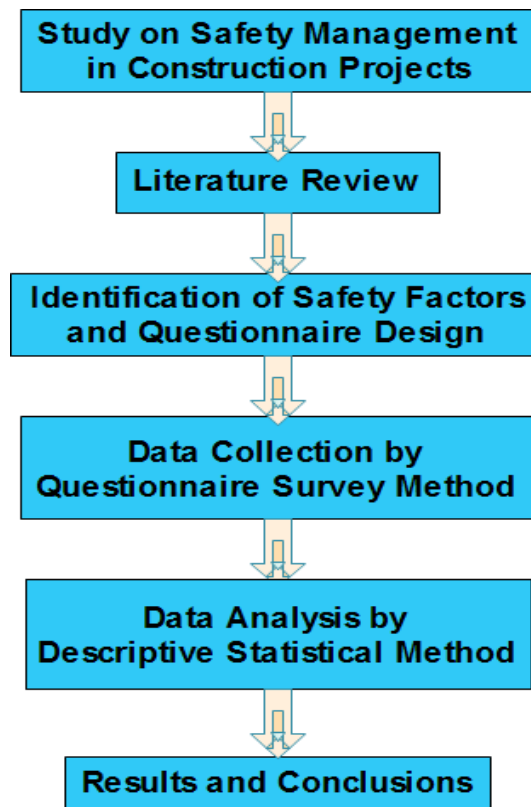 Study on Safety Management
in Construction Projects
Literature Review
Identification of Safety Factors
and Questionnaire Design
Data Collection by
Questionnaire Survey Method
Data Analysis by
Descriptive Statistical Method
Results and Conclusions